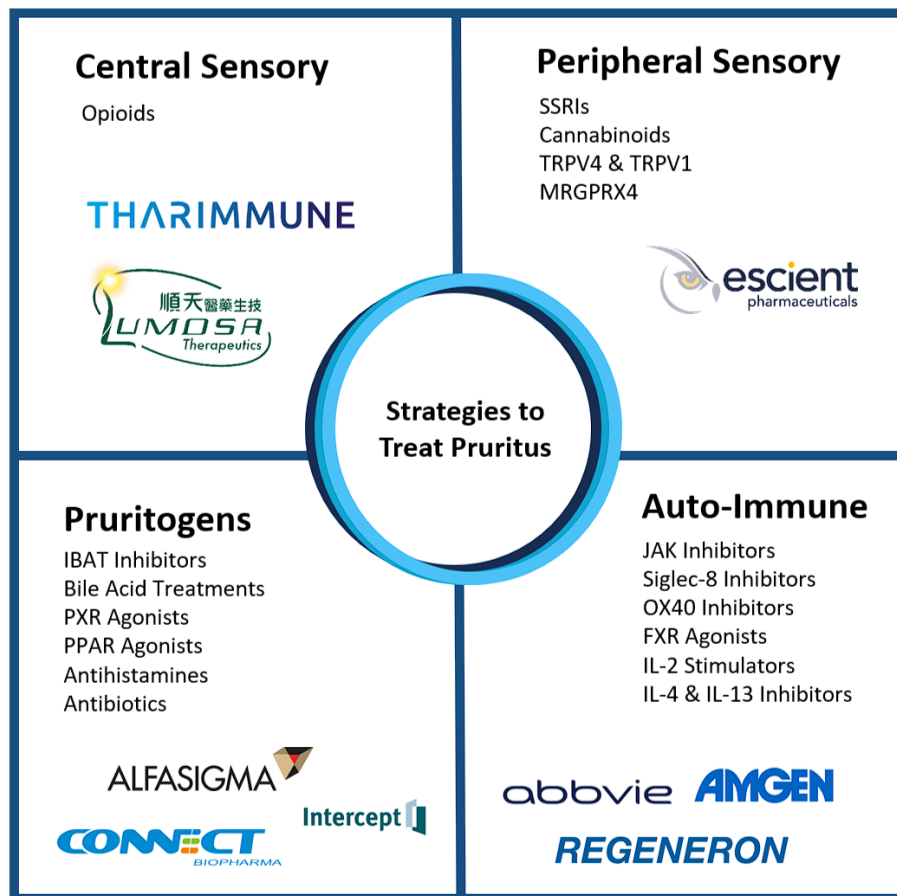 Central Sensory
Opioids
THARIMMUNE
順天醫藥生技
LUMOSA
Therapeutics
Peripheral Sensory
SSRIs
Cannabinoids
TRPV4 & TRPV1
MRGPRX4
escient
pharmaceuticals
Strategies to
Treat Pruritus
Pruritogens
IBAT Inhibitors
Bile Acid Treatments
PXR Agonists
PPAR Agonists
Antihistamines
Antibiotics
ALFASIGMA
Intercept
CONNECT
BIOPHARMA
Auto-Immune
JAK Inhibitors
Siglec-8 Inhibitors
OX40 Inhibitors
FXR Agonists
IL-2 Stimulators
IL-4 & IL-13 Inhibitors
abbvie
AMGEN
REGENERON